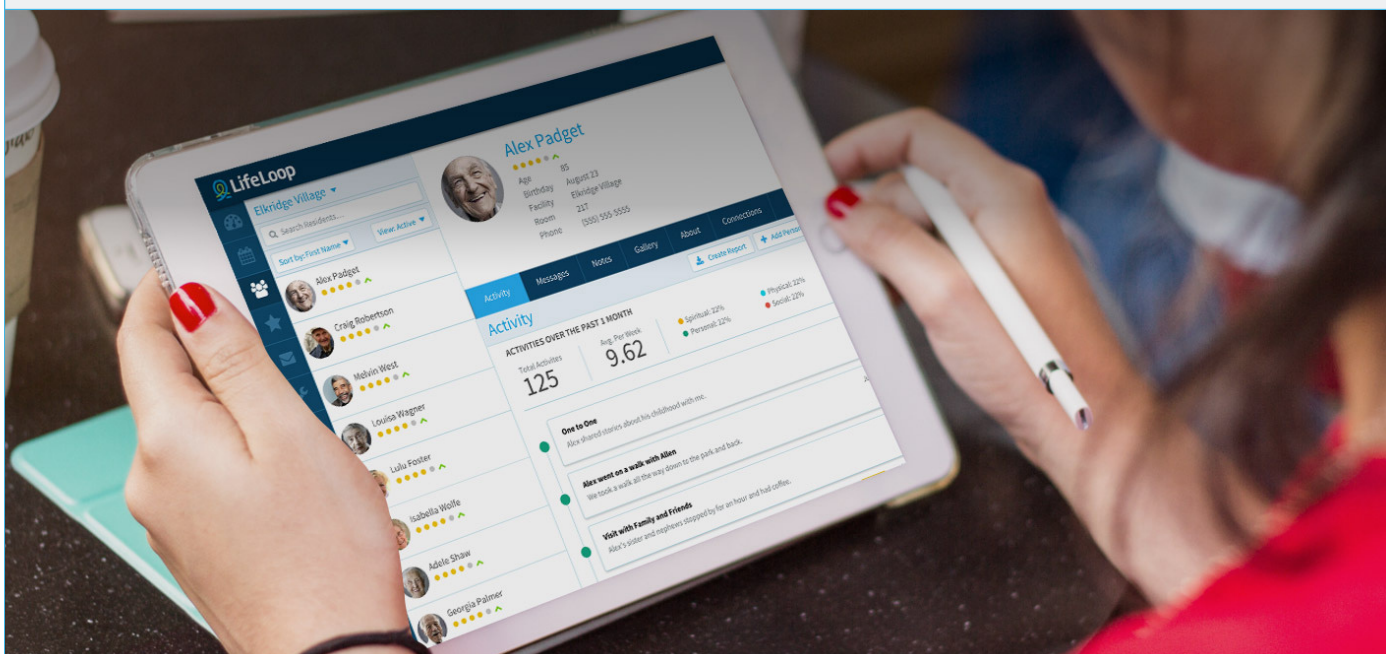 LifeLoop
Elkridge Village
Search Residents...
Sort by: First Name
View: Active
Alex Padget
Craig Robertson
Melvin West
Louisa Wagner
Lulu Foster
Isabella Wolfe
Adele Shaw
Georgia Palmer
Alex Padget
Age 85
Birthday August 23
Facility Elkridge Village
Room 217
Phone (555) 555-5555
Activity Messages Notes Gallery About Connections
Activity
Create Report Add Person
ACTIVITIES OVER THE PAST 1 MONTH
Total Activites
125
Avg. Per Week
9.62
Spiritual: 22%
Personal: 22%
Physical: 22%
Social: 22%
One to One
Alex shared stories about his childhood with me.
Alex went on a walk with Allen
We took a walk all the way down to the park and back.
Visit with Family and Friends
Alex's sister and nephews stopped by for an hour and had coffee.